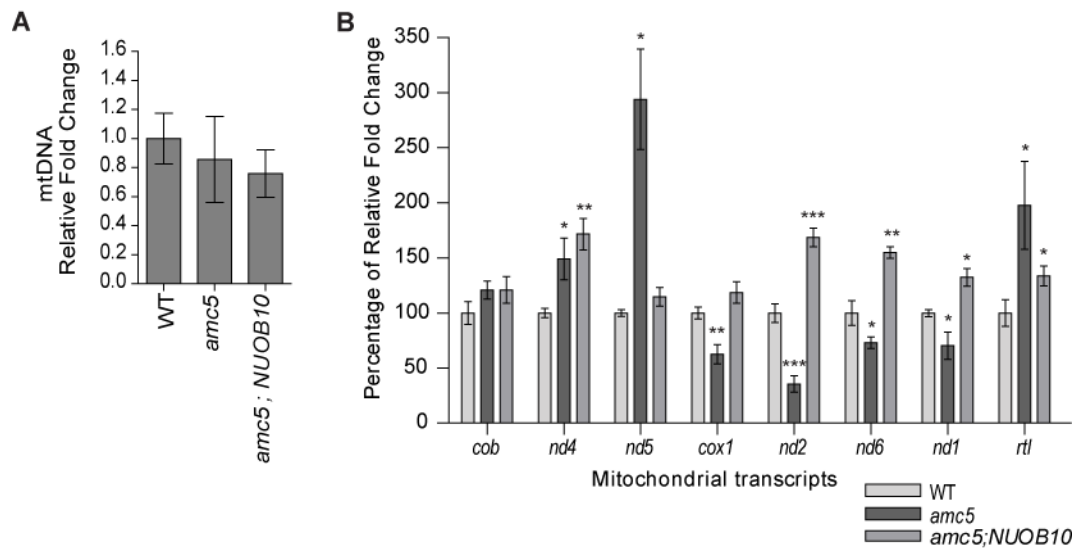 A
mtDNA
Relative Fold Change
1.6
1.4
1.2
1.0
0.8
0.6
0.4
0.2
0.0
WT
amc5
amc5 ; NUOB10
B
Percentage of Relative Fold Change
350
300
250
200
150
100
50
0
*
**
*
**
***
***
*
**
*
*
*
*
cob
nd4
nd5
cox1
nd2
nd6
nd1
rtl
Mitochondrial transcripts
WT
amc5
amc5;NUOB10